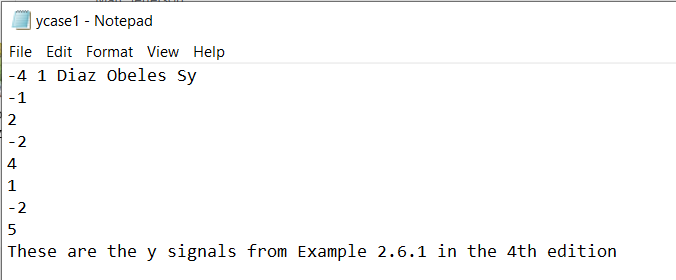 ycase1 - Notepad
File Edit Format View Help
-4 1 Diaz Obeles Sy
-1
2
-2
4
1
-2
5
These are the y signals from Example 2.6.1 in the 4th edition